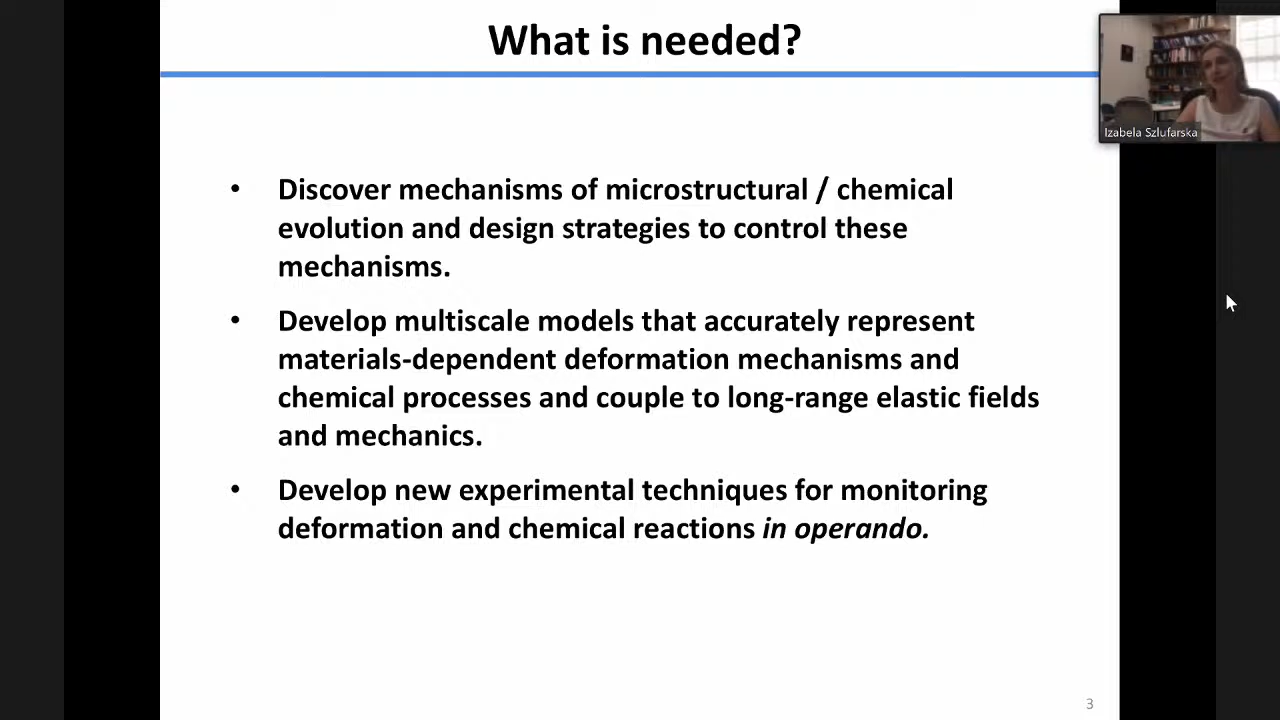 What is needed?
Izabela Szlufarska
• Discover mechanisms of microstructural / chemical
evolution and design strategies to control these
mechanisms.
• Develop multiscale models that accurately represent
materials-dependent deformation mechanisms and
chemical processes and couple to long-range elastic fields
and mechanics.
• Develop new experimental techniques for monitoring
deformation and chemical reactions in operando.
3